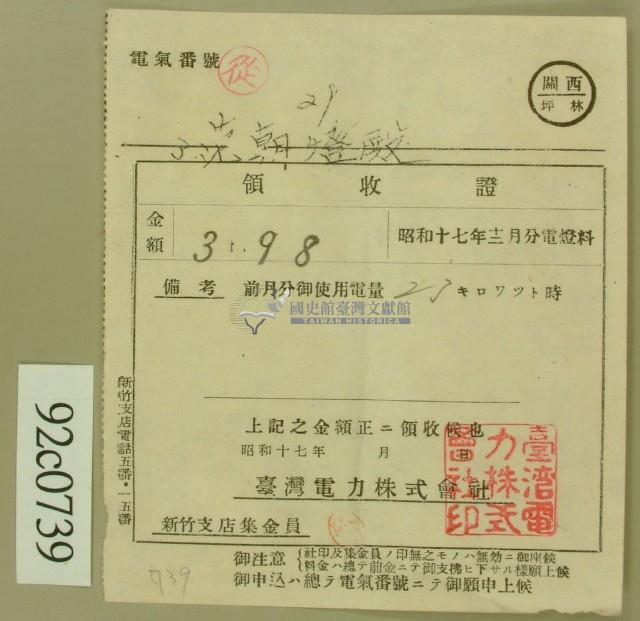 電氣番號
從
關西
坪林
29
朝 殿
領收證
金額 3.98 昭和十七年十二月分電燈料
備考 前月分御使用電量 23 キロワツト時
國史館臺灣文獻館
TAIWAN HISTORICA
上記之金額正ニ領收候也
昭和十七年 月 日
臺灣電力株式會社
臺灣電力株式會社印
新竹支店集金員
御注意 社印及集金員ノ印無之モノハ無効ニ御座候
料金ハ總テ前金ニテ御支拂ヒ下サル樣願上候
御申込ハ總テ電氣番號ニテ御願申上候
新竹支店電話五番・一五番
92c0739
739